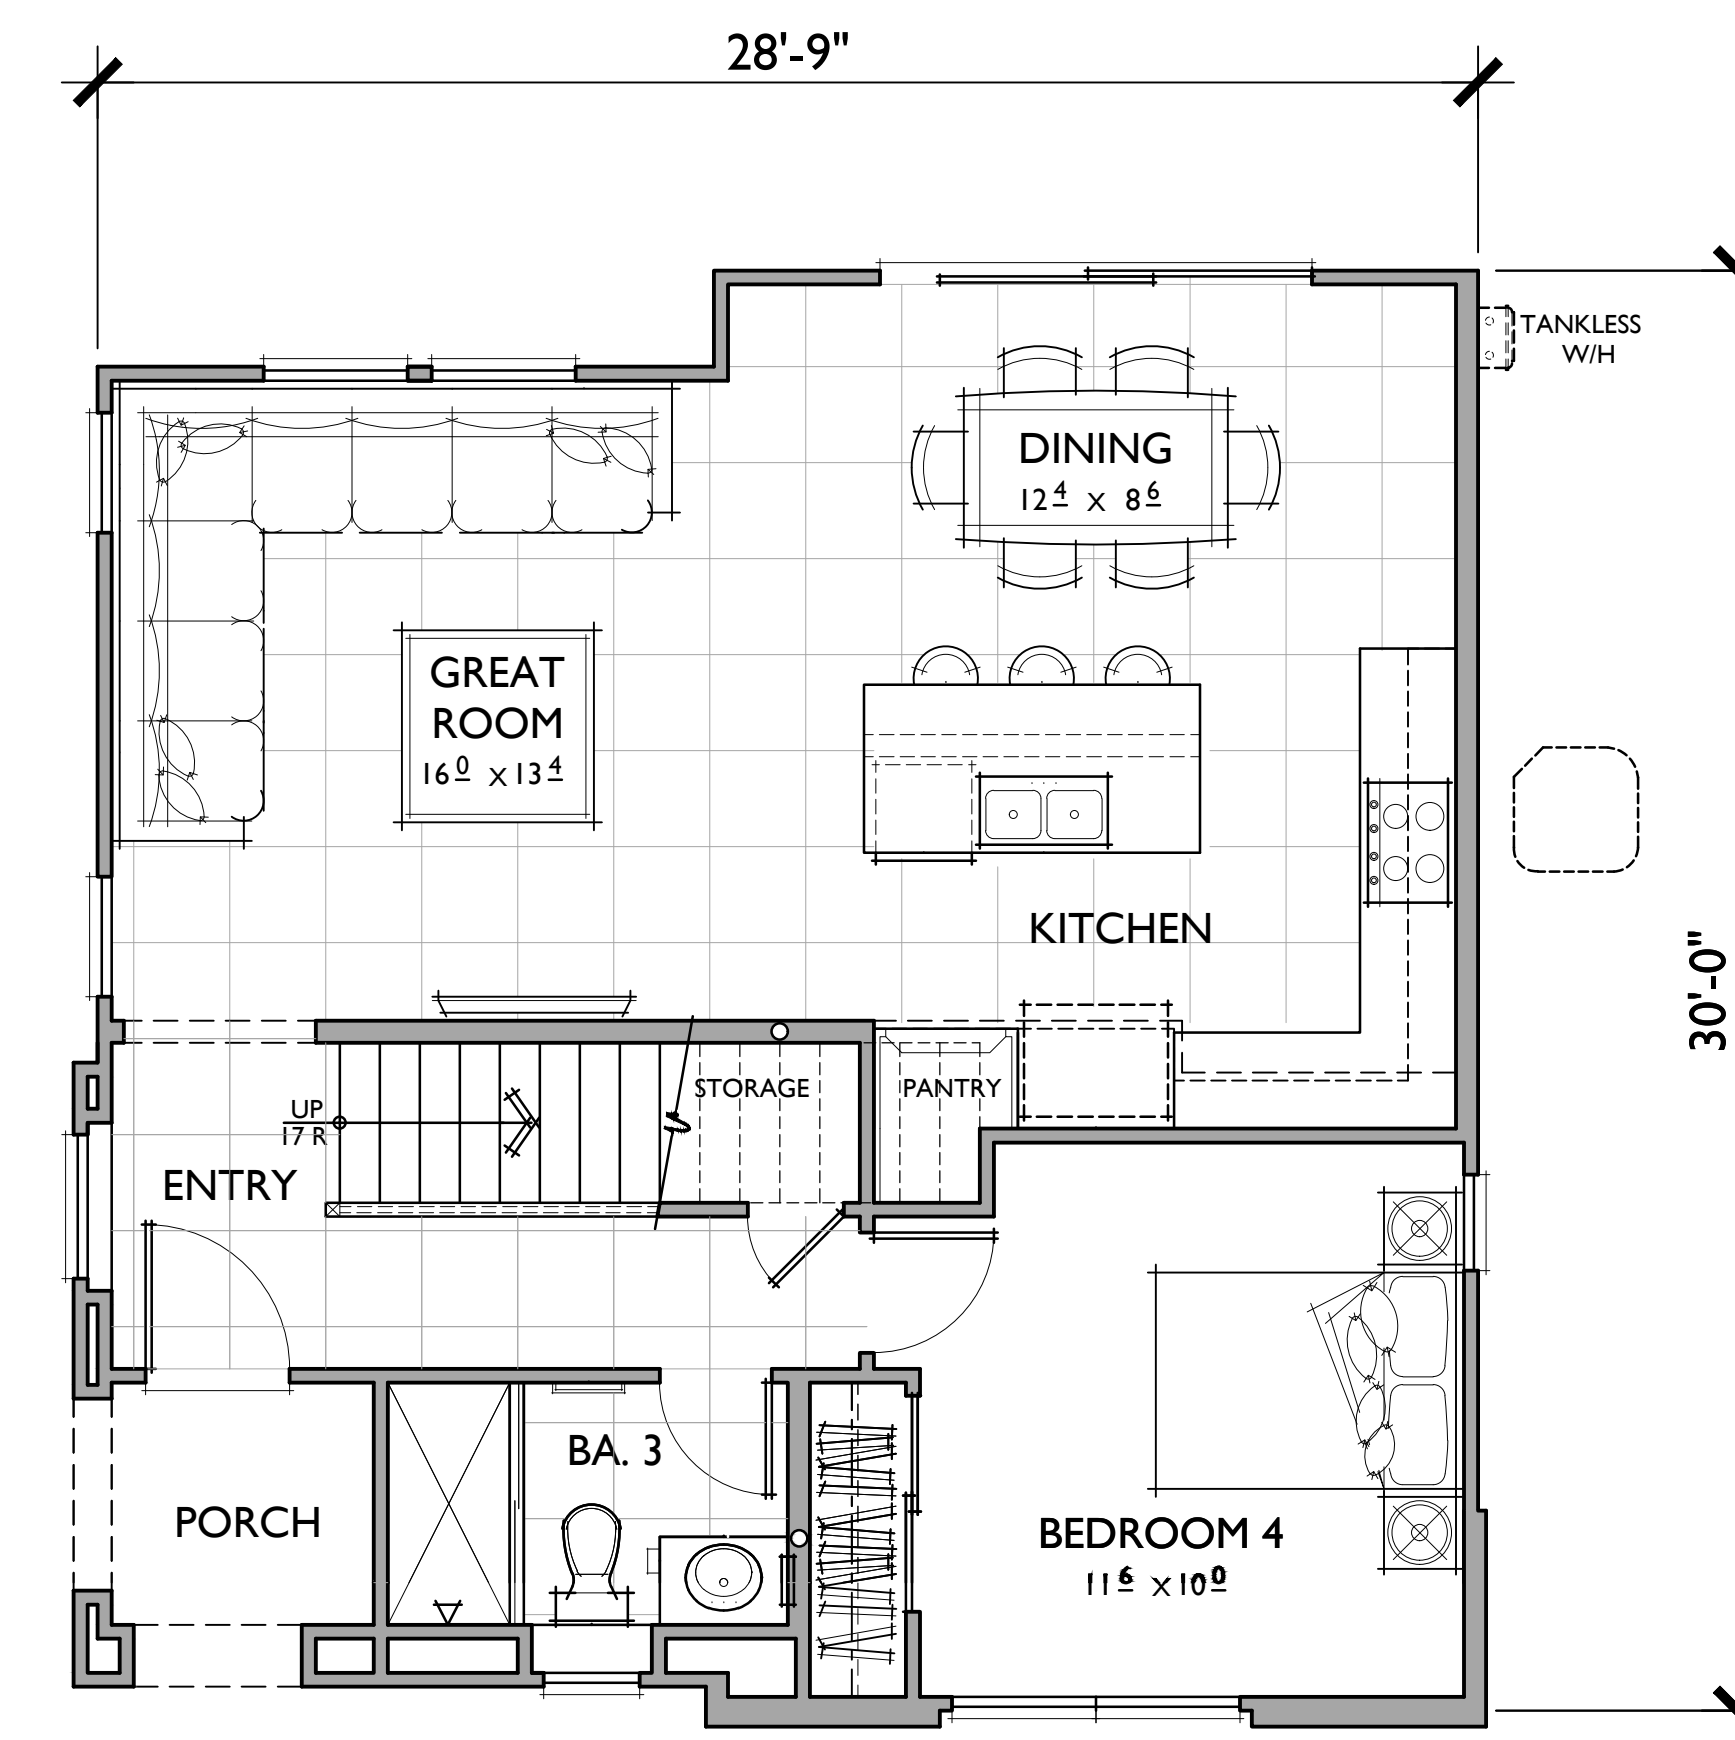 28'-9"
TANKLESS
W/H
DINING
12 4 X 8 6
GREAT
ROOM
16 0 X 13 4
KITCHEN
30'-0"
STORAGE
PANTRY
UP
17 R
ENTRY
BA. 3
PORCH
BEDROOM 4
11 6 X 10 0